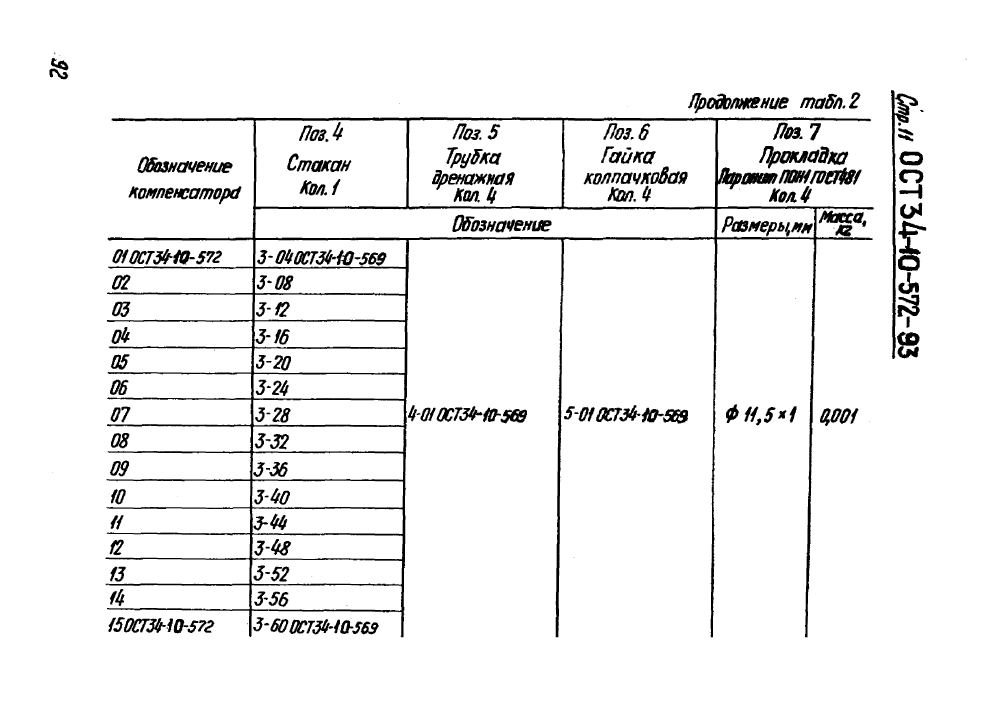 92
Стр. 11 ОСТ 34-10-572-93
Продолжение табл. 2
Обозначение компенсатора
Поз. 4 Стакан Кол. 1
Поз. 5 Трубка дренажная Кол. 4
Поз. 6 Гайка колпачковая Кол. 4
Поз. 7 Прокладка Паронит ПОН1 ГОСТ 481 Кол. 4
Обозначение
Размеры, мм
Масса, кг
01 ОСТ34-10-572 3-04 ОСТ34-10-569
02 3-08
03 3-12
04 3-16
05 3-20
06 3-24
07 3-28 4-01 ОСТ34-10-569 5-01 ОСТ34-10-569 Ф 11,5×1 0,001
08 3-32
09 3-36
10 3-40
11 3-44
12 3-48
13 3-52
14 3-56
15 ОСТ34-10-572 3-60 ОСТ34-10-569